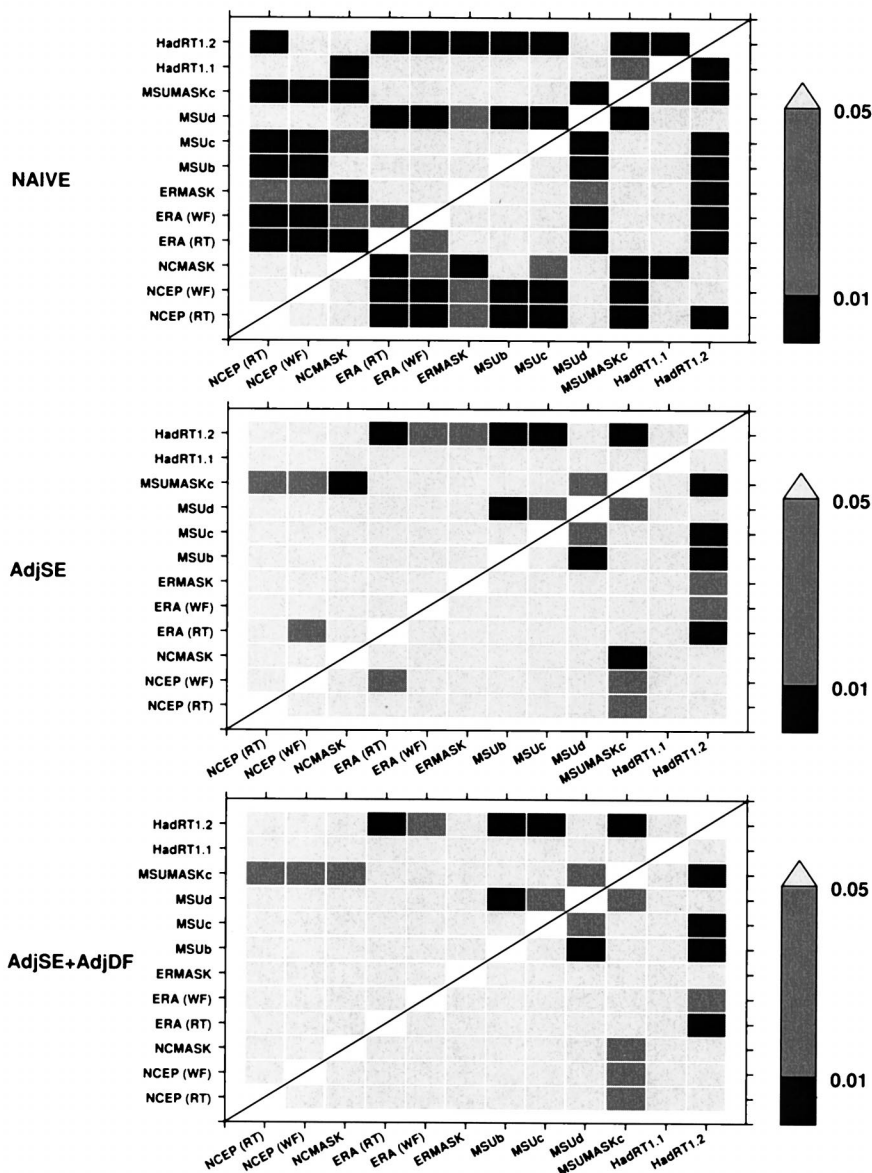 NAIVE
HadRT1.2
HadRT1.1
MSUMASKc
MSUd
MSUc
MSUb
ERMASK
ERA (WF)
ERA (RT)
NCMASK
NCEP (WF)
NCEP (RT)
NCEP (RT) NCEP (WF) NCMASK ERA (RT) ERA (WF) ERMASK MSUb MSUc MSUd MSUMASKc HadRT1.1 HadRT1.2
0.05
0.01
AdjSE
HadRT1.2
HadRT1.1
MSUMASKc
MSUd
MSUc
MSUb
ERMASK
ERA (WF)
ERA (RT)
NCMASK
NCEP (WF)
NCEP (RT)
NCEP (RT) NCEP (WF) NCMASK ERA (RT) ERA (WF) ERMASK MSUb MSUc MSUd MSUMASKc HadRT1.1 HadRT1.2
0.05
0.01
AdjSE+AdjDF
HadRT1.2
HadRT1.1
MSUMASKc
MSUd
MSUc
MSUb
ERMASK
ERA (WF)
ERA (RT)
NCMASK
NCEP (WF)
NCEP (RT)
NCEP (RT) NCEP (WF) NCMASK ERA (RT) ERA (WF) ERMASK MSUb MSUc MSUd MSUMASKc HadRT1.1 HadRT1.2
0.05
0.01